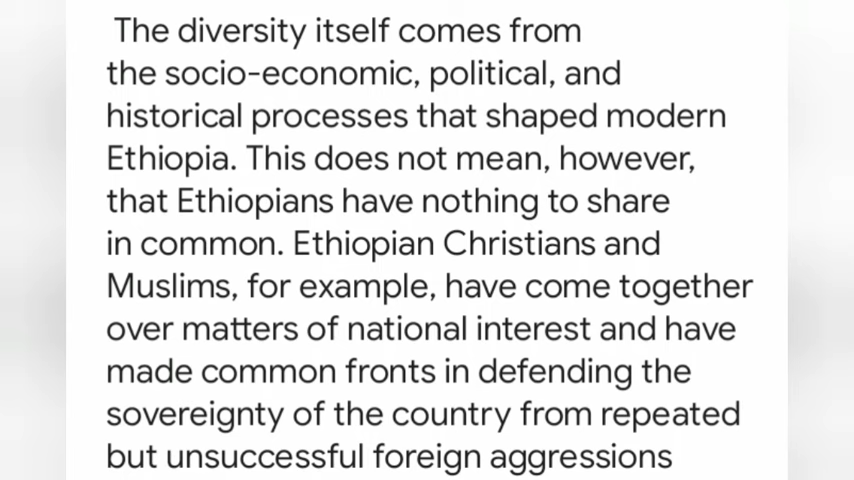 The diversity itself comes from
the socio-economic, political, and
historical processes that shaped modern
Ethiopia. This does not mean, however,
that Ethiopians have nothing to share
in common. Ethiopian Christians and
Muslims, for example, have come together
over matters of national interest and have
made common fronts in defending the
sovereignty of the country from repeated
but unsuccessful foreign aggressions